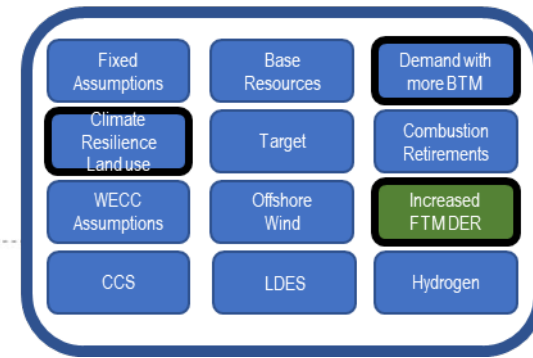 Fixed
Assumptions
Base
Resources
Demand with
more BTM
Climate
Resilience
Land use
Target
Combustion
Retirements
WECC
Assumptions
Offshore
Wind
Increased
FTM DER
CCS
LDES
Hydrogen